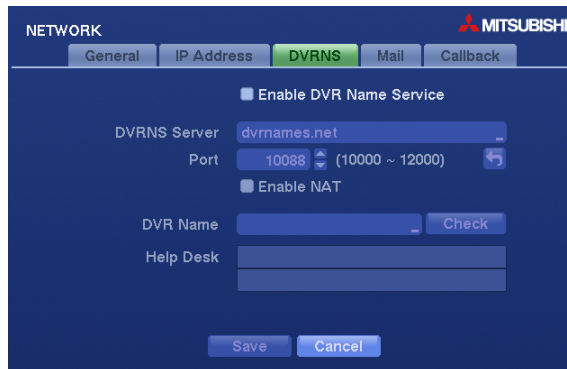 NETWORK
MITSUBISHI
General IP Address DVRNS Mail Callback
Enable DVR Name Service
DVRNS Server dvrnames.net
Port 10088 (10000 ~ 12000)
Enable NAT
DVR Name Check
Help Desk
Save Cancel